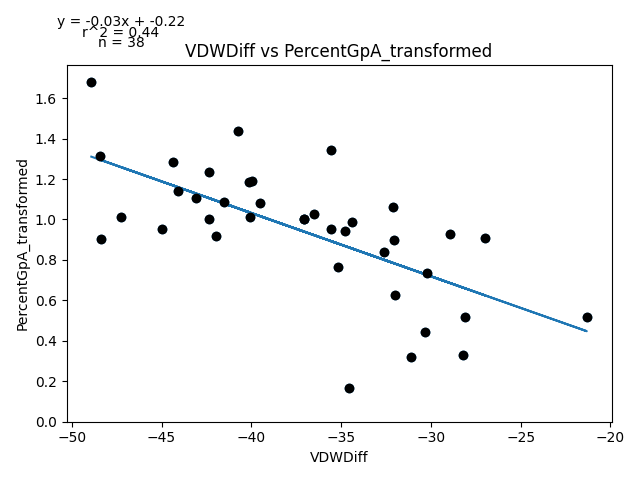 y = -0.03x + -0.22
r^2 = 0.44
n = 38
VDWDiff vs PercentGpA_transformed
PercentGpA_transformed
1.6
1.4
1.2
1.0
0.8
0.6
0.4
0.2
0.0
−50 −45 −40 −35 −30 −25 −20
VDWDiff